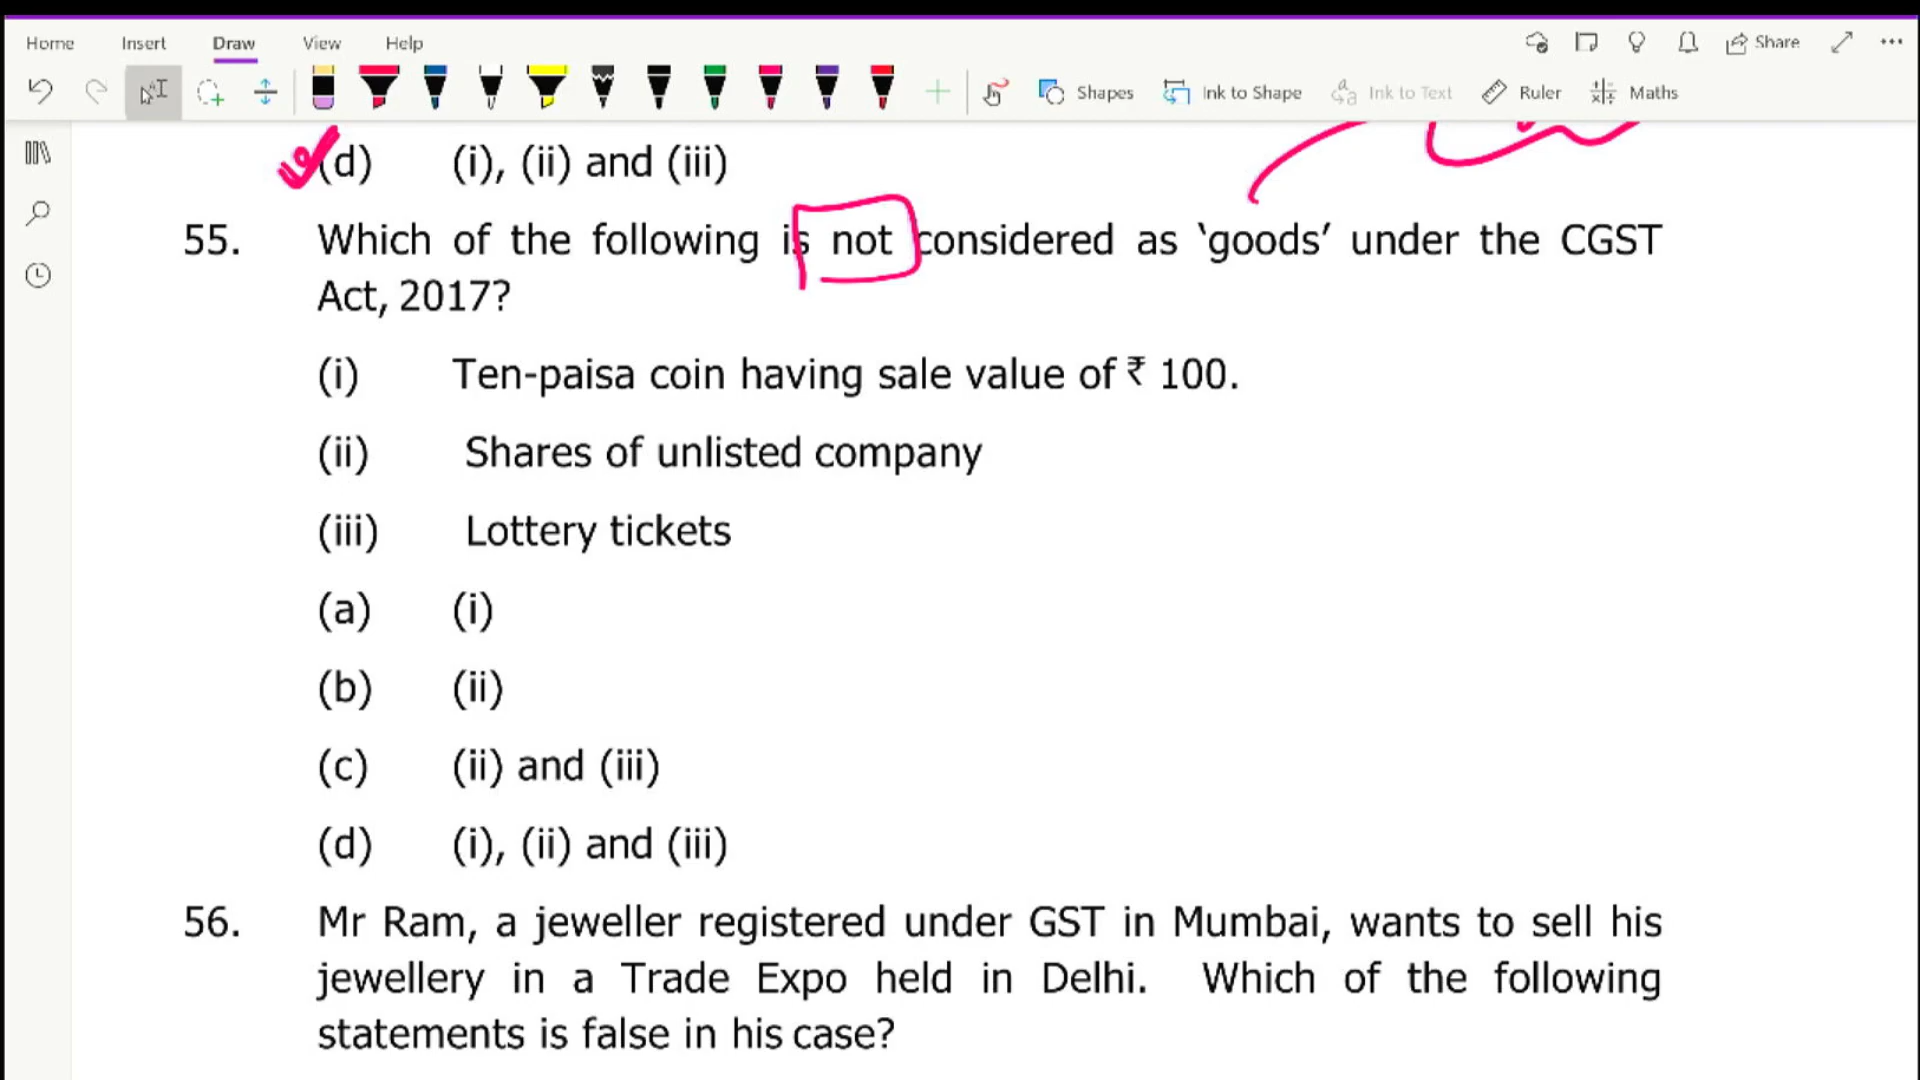 Home Insert Draw View Help Share
Shapes Ink to Shape Ink to Text Ruler Maths
(d) (i), (ii) and (iii)
55. Which of the following is not considered as ‘goods’ under the CGST
Act, 2017?
(i) Ten-paisa coin having sale value of ₹ 100.
(ii) Shares of unlisted company
(iii) Lottery tickets
(a) (i)
(b) (ii)
(c) (ii) and (iii)
(d) (i), (ii) and (iii)
56. Mr Ram, a jeweller registered under GST in Mumbai, wants to sell his
jewellery in a Trade Expo held in Delhi. Which of the following
statements is false in his case?